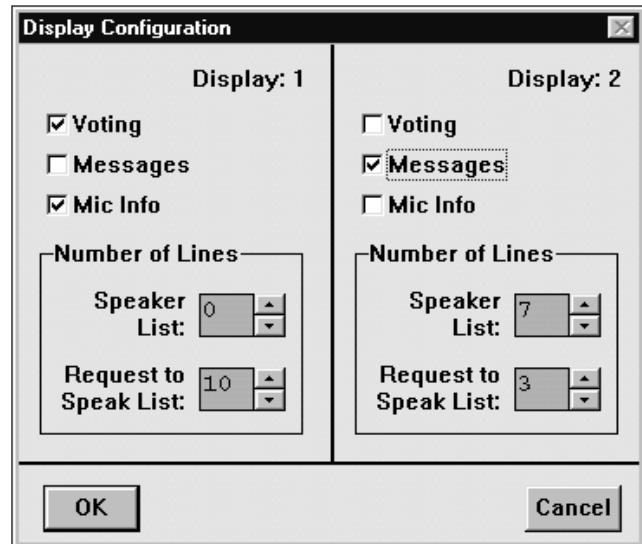 Display Configuration
Display: 1
Voting
Messages
Mic Info
Number of Lines
Speaker
List:
0
Request to
Speak List:
10
Display: 2
Voting
Messages
Mic Info
Number of Lines
Speaker
List:
7
Request to
Speak List:
3
OK
Cancel